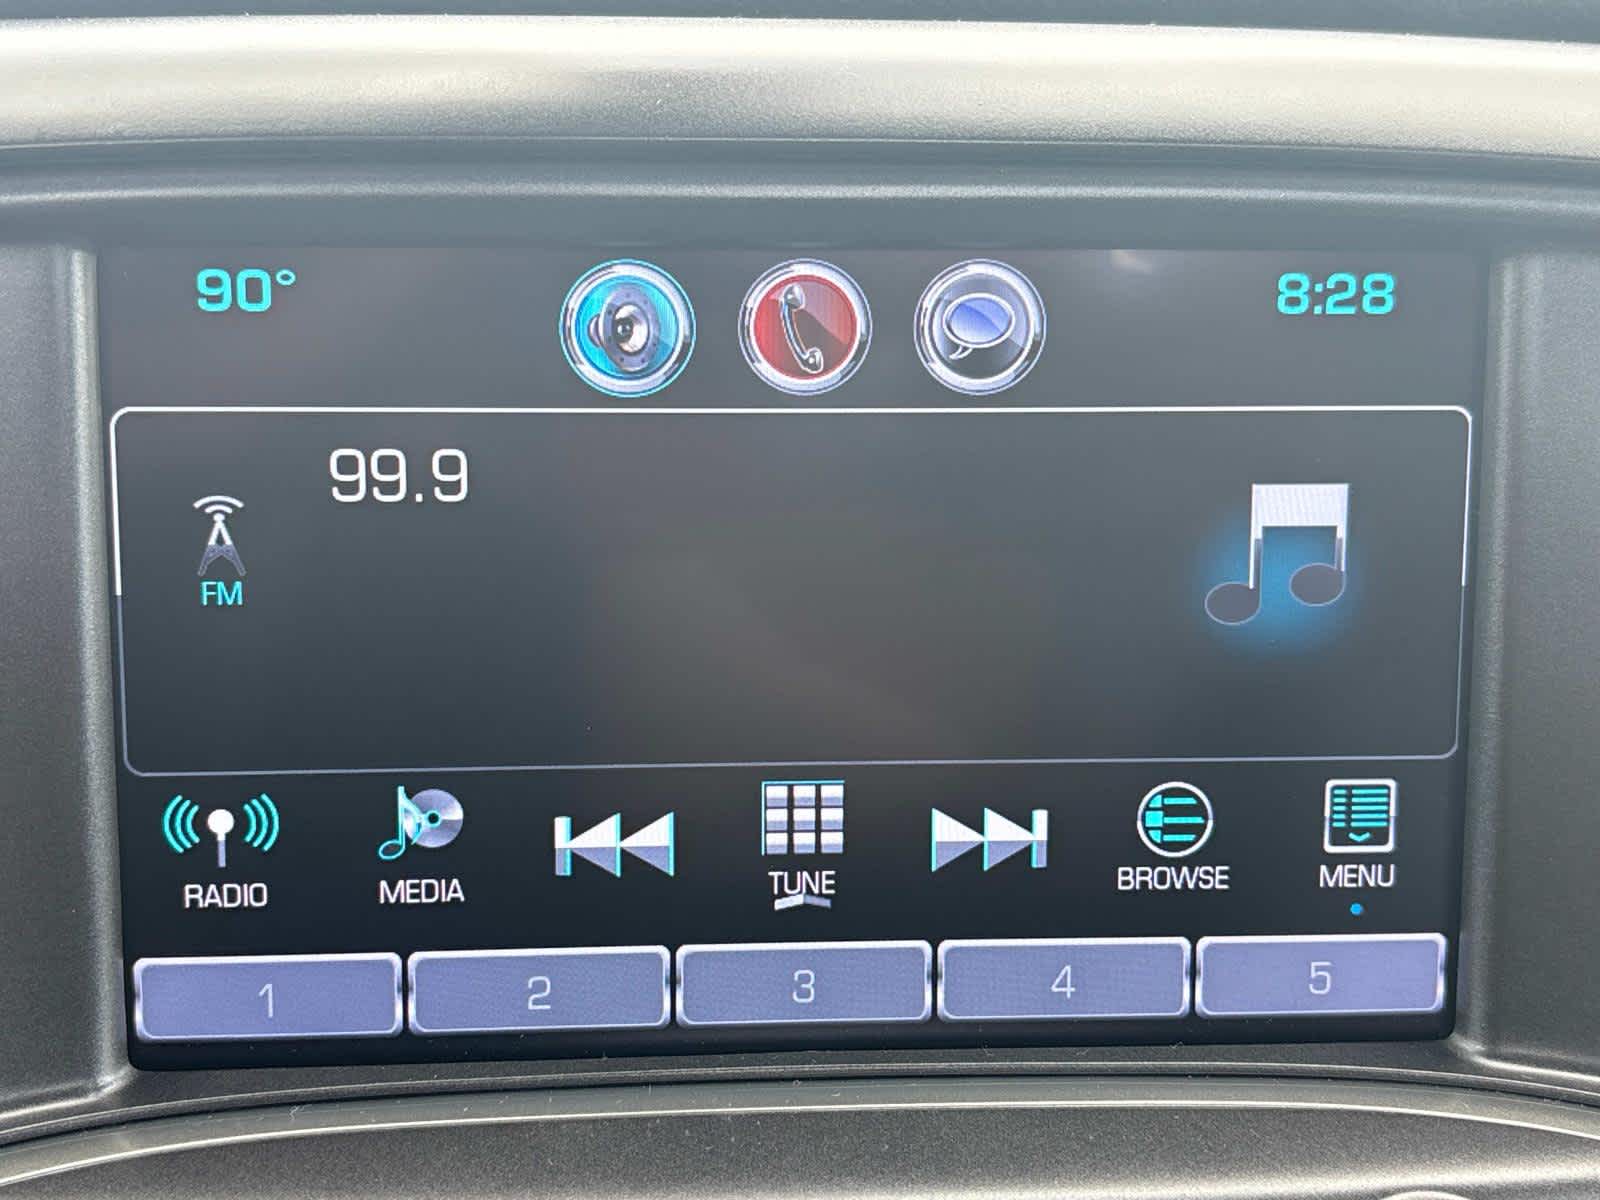 90° 8:28
99.9
FM
RADIO MEDIA TUNE BROWSE MENU
1 2 3 4 5